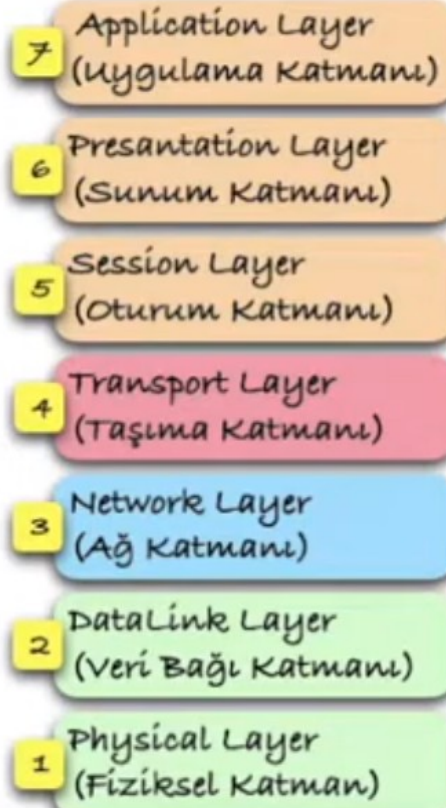 7
Application Layer
(Uygulama Katmanı)
6
Presantation Layer
(Sunum Katmanı)
5
Session Layer
(Oturum Katmanı)
4
Transport Layer
(Taşıma Katmanı)
3
Network Layer
(Ağ Katmanı)
2
DataLink Layer
(Veri Bağı Katmanı)
1
Physical Layer
(Fiziksel Katman)